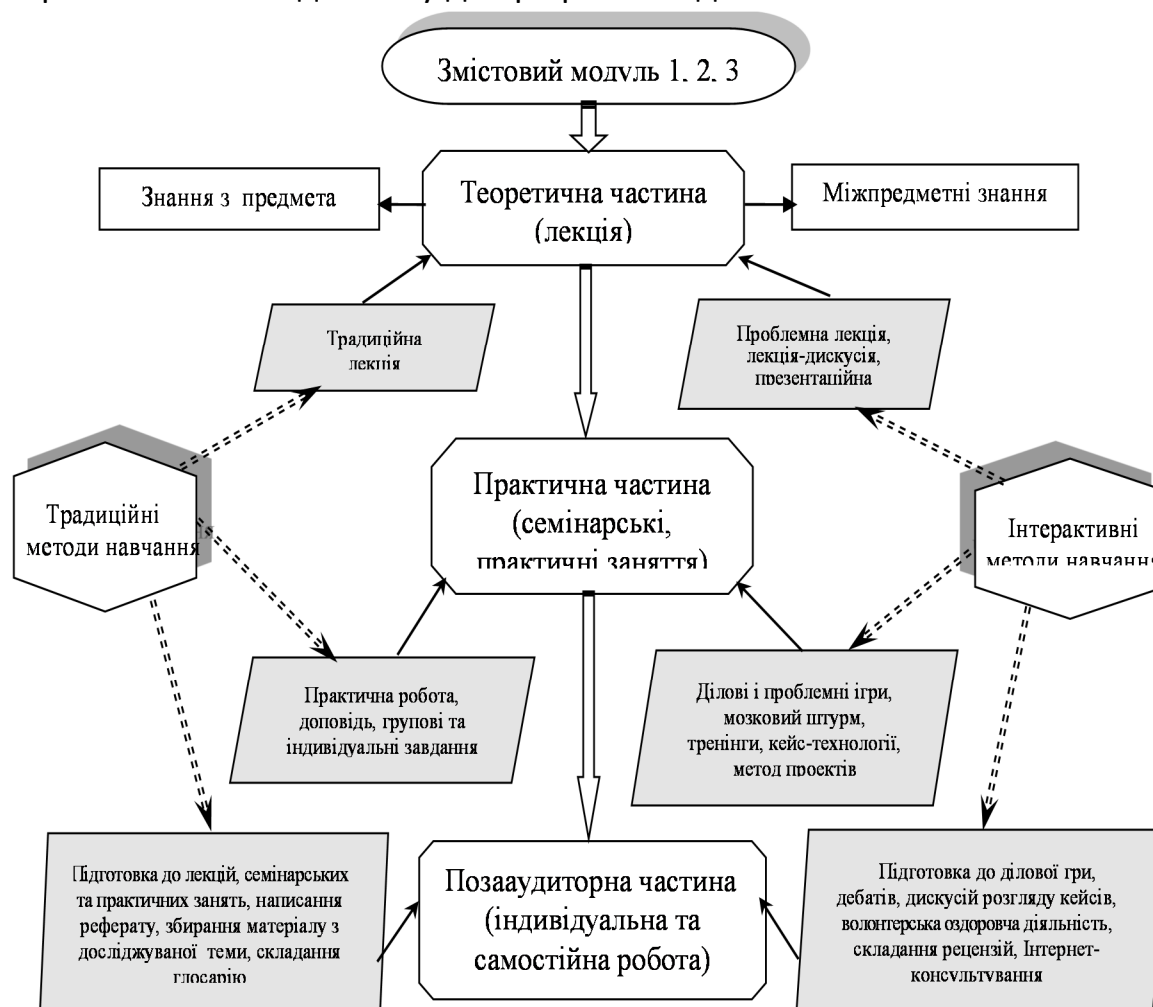 Змістовий модуль 1, 2, 3
Знання з предмета
Теоретична частина
(лекція)
Міжпредметні знання
Традиційна
лекція
Проблемна лекція,
лекція-дискусія,
презентаційна
Традиційні
методи навчання
Практична частина
(семінарські,
практичні заняття)
Інтерактивні
методи навчання
Практична робота,
доповідь, групові та
індивідуальні завдання
Ділові і проблемні ігри,
мозковий штурм,
тренінги, кейс-технології,
метод проектів
Підготовка до лекцій, семінарських
та практичних занять, написання
реферату, збирання матеріалу з
досліджуваної теми, складання
глосарію
Позааудиторна частина
(індивідуальна та
самостійна робота)
Підготовка до ділової гри,
дебатів, дискусій розгляду кейсів,
волонтерська оздоровча діяльність,
складання рецензій, Інтернет-
консультування